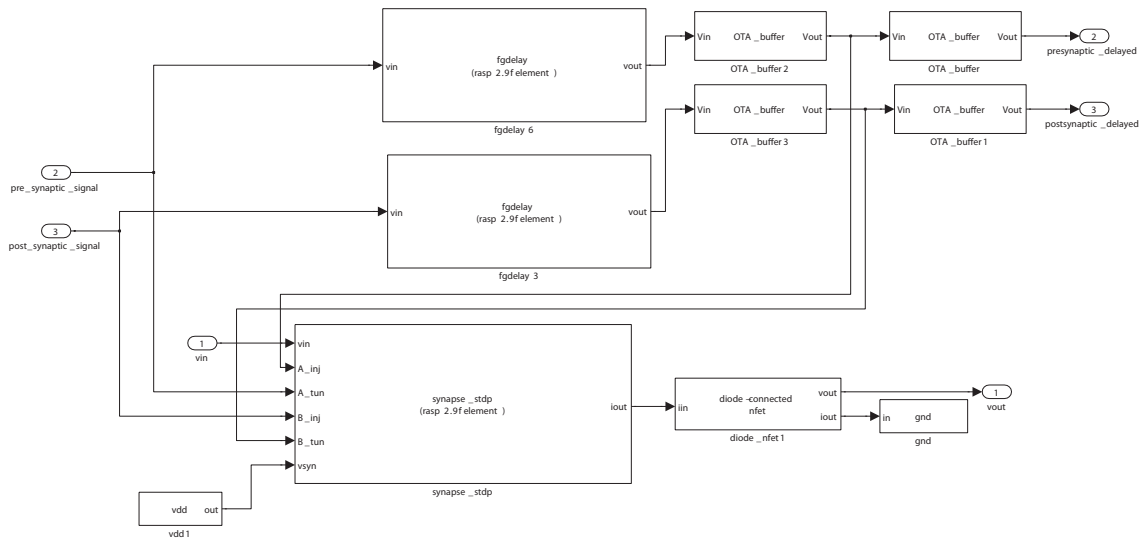 vin
fgdelay
(rasp 2.9f element )
vout
fgdelay 6
Vin
OTA _buffer
Vout
OTA _buffer 2
Vin
OTA _buffer
Vout
OTA _buffer
2
presynaptic _delayed
Vin
OTA _buffer
Vout
OTA _buffer 3
Vin
OTA _buffer
Vout
OTA _buffer 1
3
postsynaptic _delayed
2
pre_synaptic _signal
3
post_synaptic _signal
vin
fgdelay
(rasp 2.9f element )
vout
fgdelay 3
1
vin
vin
A_inj
A_tun
B_inj
B_tun
vsyn
synapse _stdp
(rasp 2.9f element )
iout
synapse _stdp
iin
diode -connected
nfet
vout
iout
diode _nfet 1
1
vout
in
gnd
gnd
vdd
out
vdd 1